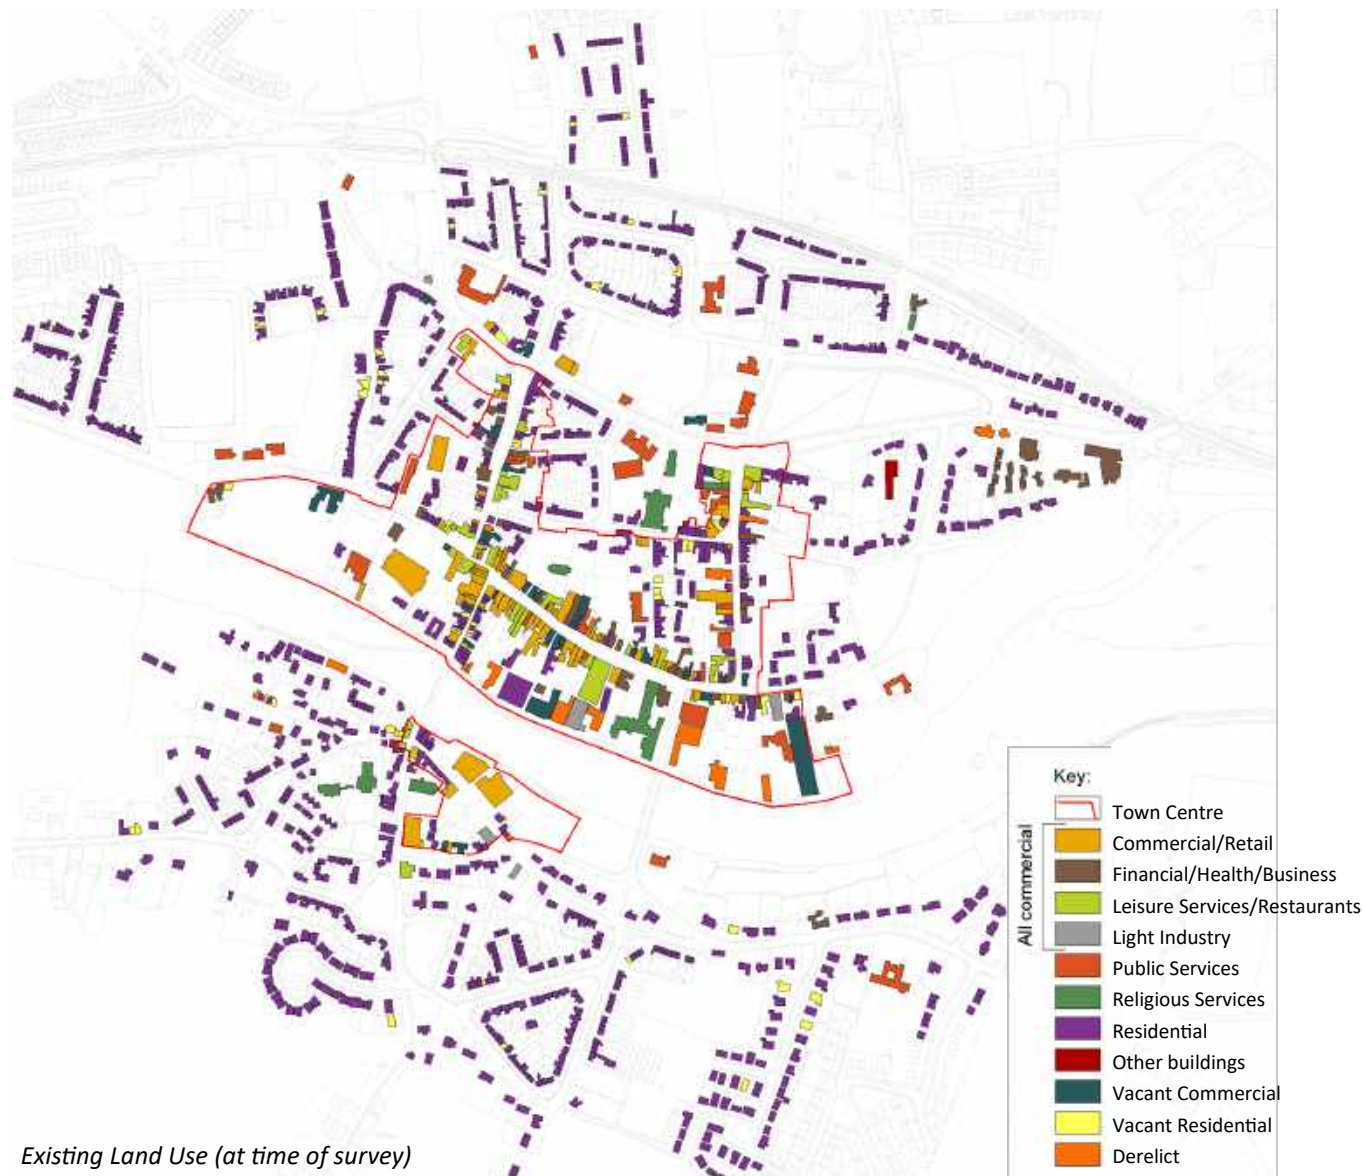 Key:
Town Centre
All commercial
Commercial/Retail
Financial/Health/Business
Leisure Services/Restaurants
Light Industry
Public Services
Religious Services
Residential
Other buildings
Vacant Commercial
Vacant Residential
Derelict
Existing Land Use (at time of survey)